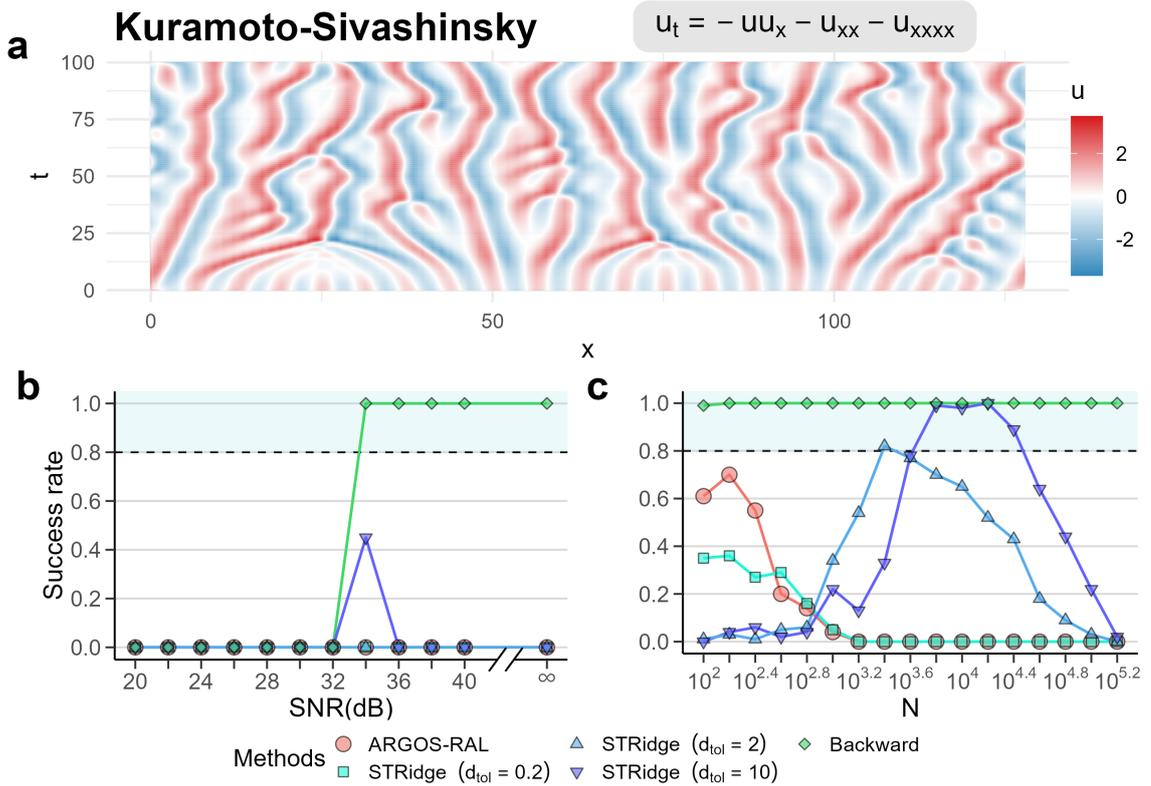 Kuramoto-Sivashinsky
uₜ = − uuₓ − uₓₓ − uₓₓₓₓ
a
100
75
50
25
0
t
0 50 100
x
u
2
0
-2
b
1.0
0.8
0.6
0.4
0.2
0.0
Success rate
20 24 28 32 36 40 ∞
SNR(dB)
c
1.0
0.8
0.6
0.4
0.2
0.0
10² 10^2.4 10^2.8 10^3.2 10^3.6 10⁴ 10^4.4 10^4.8 10^5.2
N
Methods
ARGOS-RAL
STRidge (d_tol = 0.2)
STRidge (d_tol = 2)
STRidge (d_tol = 10)
Backward